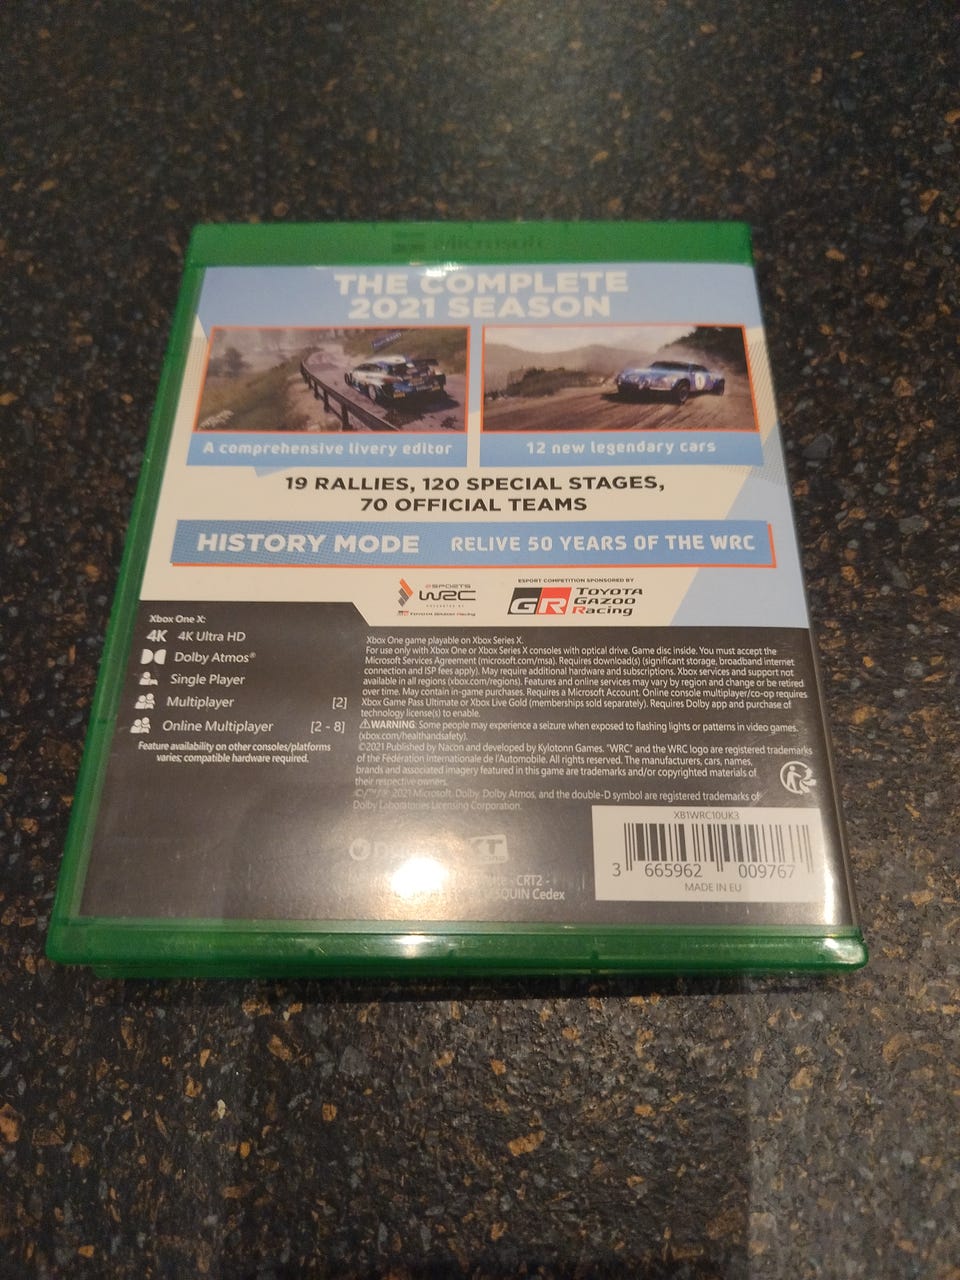 Microsoft
THE COMPLETE
2021 SEASON
A comprehensive livery editor
12 new legendary cars
19 RALLIES, 120 SPECIAL STAGES,
70 OFFICIAL TEAMS
HISTORY MODE RELIVE 50 YEARS OF THE WRC
ESPORTS
WRC
TOYOTA GAZOO Racing
ESPORT COMPETITION SPONSORED BY
GR TOYOTA
GAZOO
Racing
Xbox One X:
4K 4K Ultra HD
Dolby Atmos®
Single Player
Multiplayer [2]
Online Multiplayer [2 - 8]
Feature availability on other consoles/platforms
varies; compatible hardware required.
Xbox One game playable on Xbox Series X.
For use only with Xbox One or Xbox Series X consoles with optical drive. Game disc inside. You must accept the
Microsoft Services Agreement (microsoft.com/msa). Requires download(s) (significant storage, broadband internet
connection and ISP fees apply). May require additional hardware and subscriptions. Xbox services and support not
available in all regions (xbox.com/regions). Features and online services may vary by region and change or be retired
over time. May contain in-game purchases. Requires a Microsoft Account. Online console multiplayer/co-op requires
Xbox Game Pass Ultimate or Xbox Live Gold (memberships sold separately). Requires Dolby app and purchase of
technology license(s) to enable.
⚠WARNING: Some people may experience a seizure when exposed to flashing lights or patterns in video games.
(xbox.com/healthandsafety).
©2021 Published by Nacon and developed by Kylotonn Games. "WRC" and the WRC logo are registered trademarks
of the Fédération Internationale de l'Automobile. All rights reserved. The manufacturers, cars, names,
brands and associated imagery featured in this game are trademarks and/or copyrighted materials of
their respective owners.
©/™/® 2021 Microsoft. Dolby, Dolby Atmos, and the double-D symbol are registered trademarks of
Dolby Laboratories Licensing Corporation.
KT
- CRT2 -
SQUIN Cedex
XB1WRC10UK3
3 665962 009767
MADE IN EU